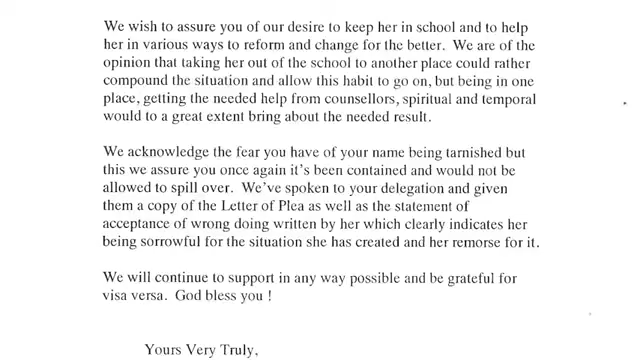 We wish to assure you of our desire to keep her in school and to help
her in various ways to reform and change for the better. We are of the
opinion that taking her out of the school to another place could rather
compound the situation and allow this habit to go on, but being in one
place, getting the needed help from counsellors, spiritual and temporal
would to a great extent bring about the needed result.
We acknowledge the fear you have of your name being tarnished but
this we assure you once again it's been contained and would not be
allowed to spill over. We've spoken to your delegation and given
them a copy of the Letter of Plea as well as the statement of
acceptance of wrong doing written by her which clearly indicates her
being sorrowful for the situation she has created and her remorse for it.
We will continue to support in any way possible and be grateful for
visa versa. God bless you !
Yours Very Truly,